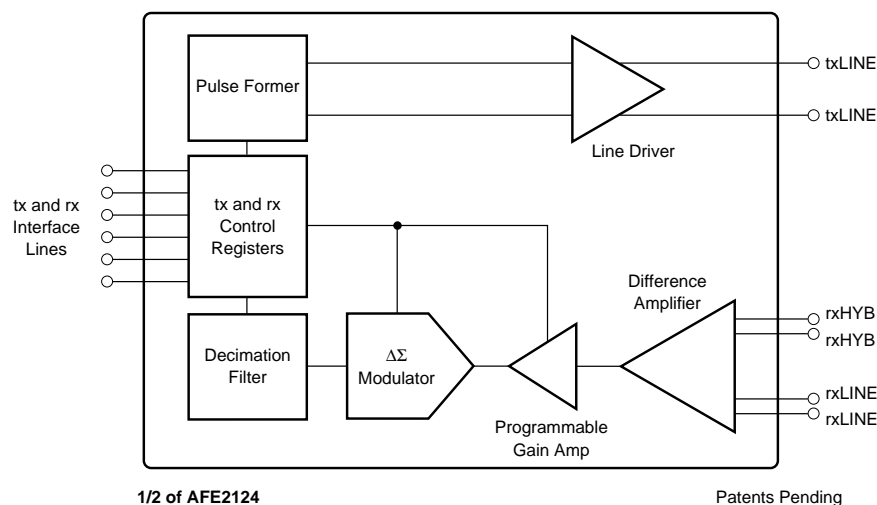 Pulse Former
txLINE
txLINE
Line Driver
tx and rx
Interface
Lines
tx and rx
Control
Registers
Difference
Amplifier
rxHYB
rxHYB
Decimation
Filter
ΔΣ
Modulator
rxLINE
rxLINE
Programmable
Gain Amp
1/2 of AFE2124
Patents Pending